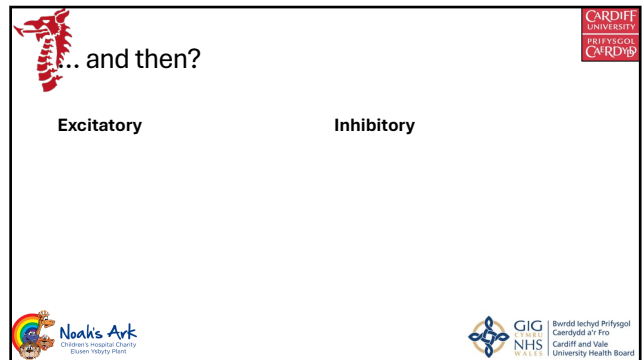 ... and then?
CARDIFF
UNIVERSITY
PRIFYSGOL
CAERDYDD
Excitatory
Inhibitory
Noah's Ark
Children's Hospital Charity
Elusen Ysbyty Plant
GIG
CYMRU
NHS
WALES
Bwrdd Iechyd Prifysgol
Caerdydd a'r Fro
Cardiff and Vale
University Health Board